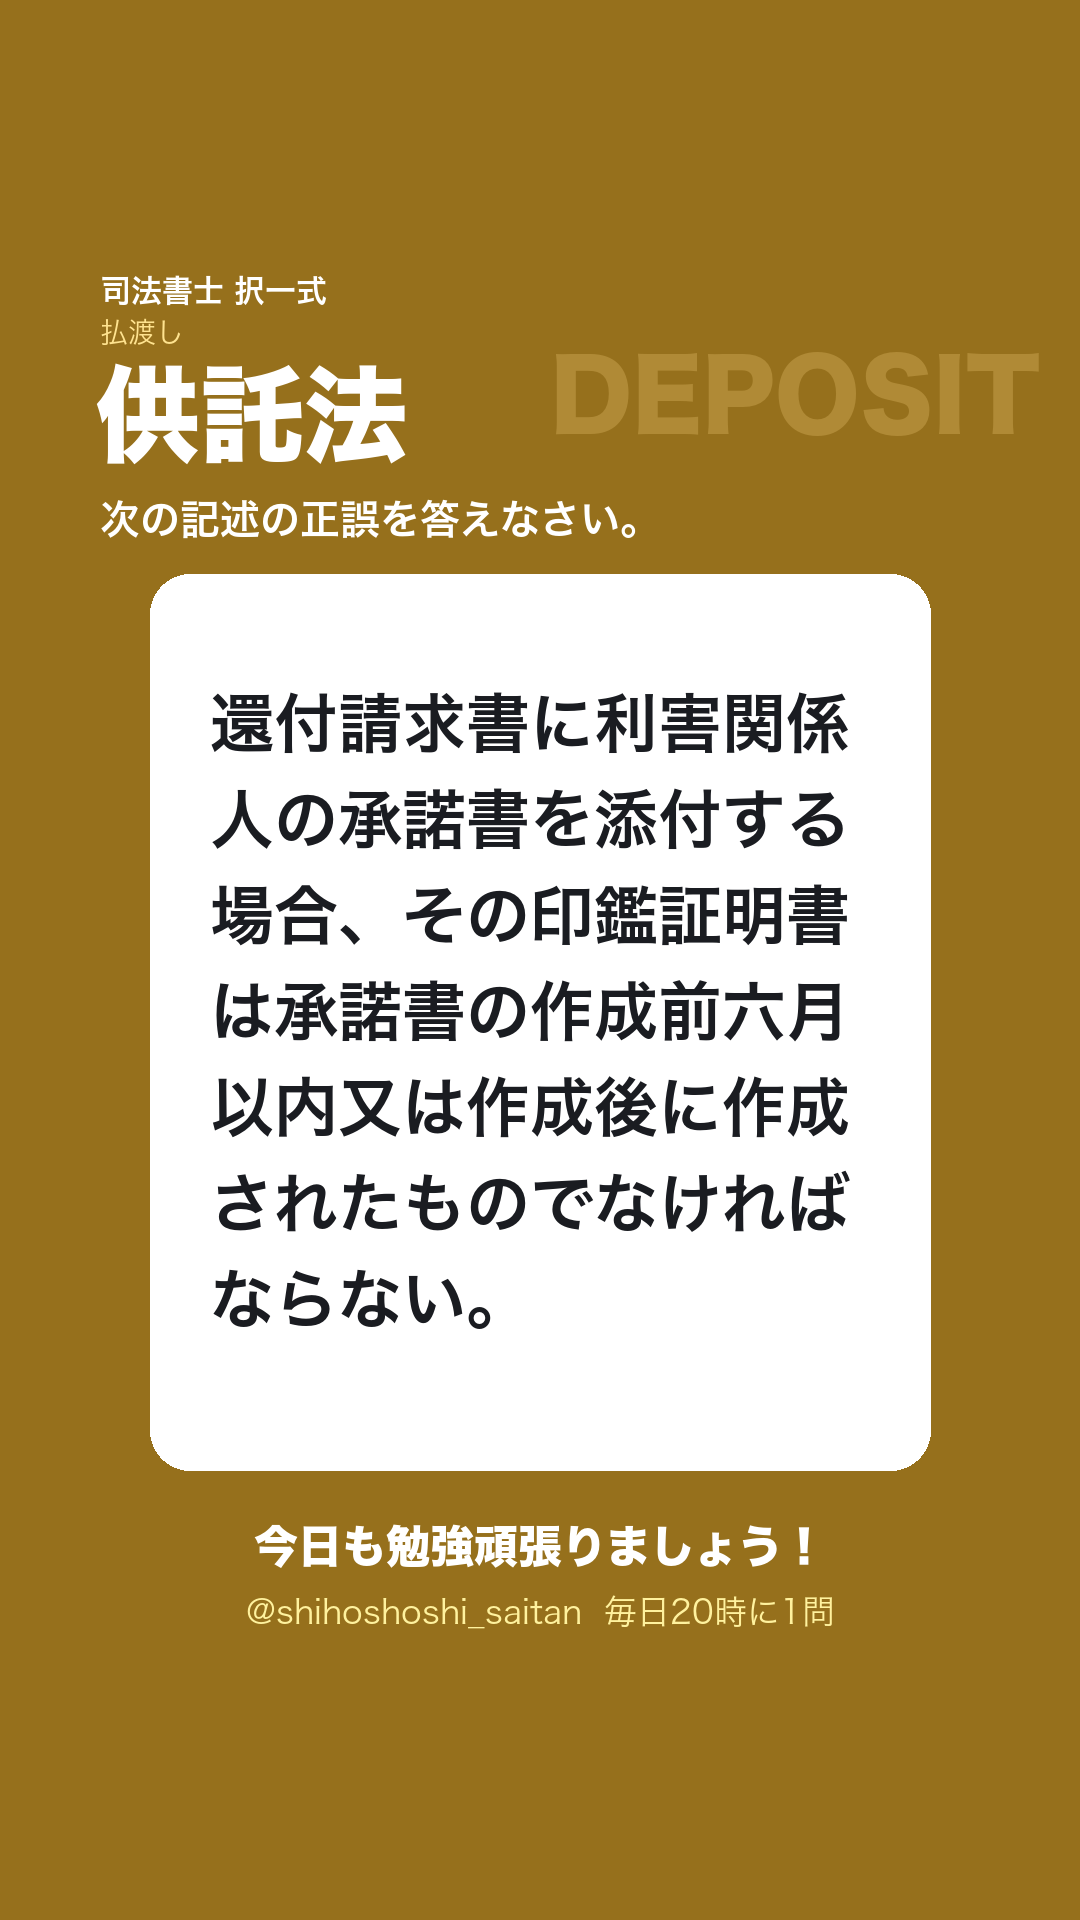 司法書士 択一式
払渡し
供託法
DEPOSIT
次の記述の正誤を答えなさい。
還付請求書に利害関係
人の承諾書を添付する
場合、その印鑑証明書
は承諾書の作成前六月
以内又は作成後に作成
されたものでなければ
ならない。
今日も勉強頑張りましょう！
@shihoshoshi_saitan 毎日20時に1問